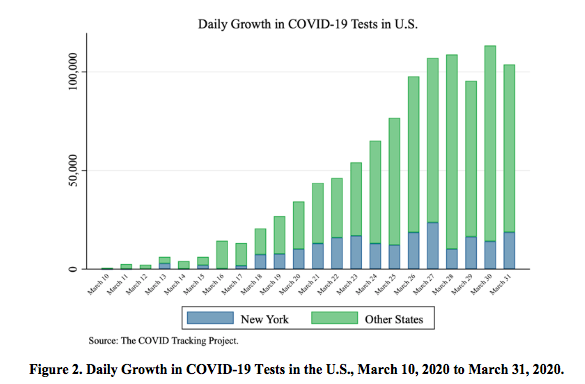 Daily Growth in COVID-19 Tests in U.S.
100,000
50,000
0
March 10
March 11
March 12
March 13
March 14
March 15
March 16
March 17
March 18
March 19
March 20
March 21
March 22
March 23
March 24
March 25
March 26
March 27
March 28
March 29
March 30
March 31
New York Other States
Source: The COVID Tracking Project.
Figure 2. Daily Growth in COVID-19 Tests in the U.S., March 10, 2020 to March 31, 2020.